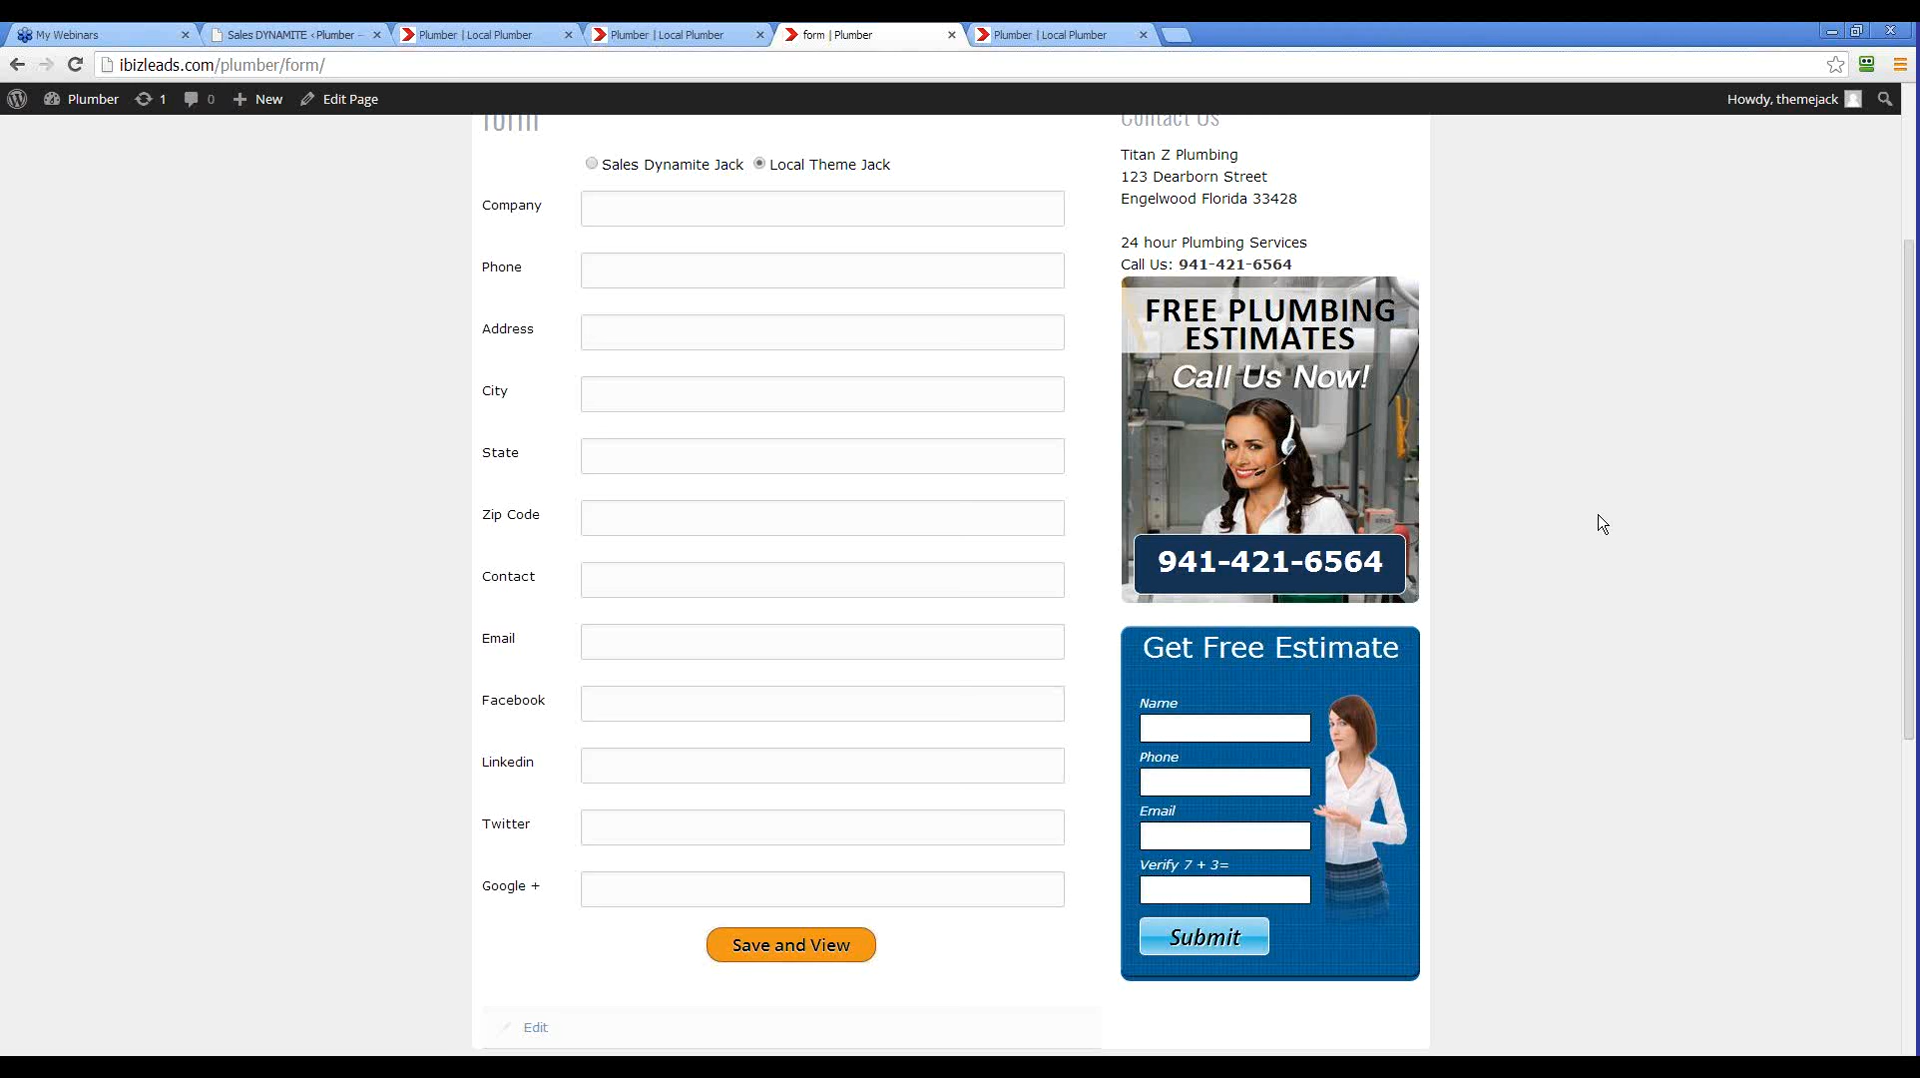 My Webinars
Sales DYNAMITE ‹ Plumber —
Plumber | Local Plumber
Plumber | Local Plumber
form | Plumber
Plumber | Local Plumber
ibizleads.com/plumber/form/
Plumber 1 0 New Edit Page
Howdy, themejack
form
Sales Dynamite Jack Local Theme Jack
Company
Phone
Address
City
State
Zip Code
Contact
Email
Facebook
Linkedin
Twitter
Google +
Save and View
Edit
Contact Us
Titan Z Plumbing
123 Dearborn Street
Engelwood Florida 33428
24 hour Plumbing Services
Call Us: 941-421-6564
FREE PLUMBING
ESTIMATES
Call Us Now!
941-421-6564
Get Free Estimate
Name
Phone
Email
Verify 7 + 3=
Submit